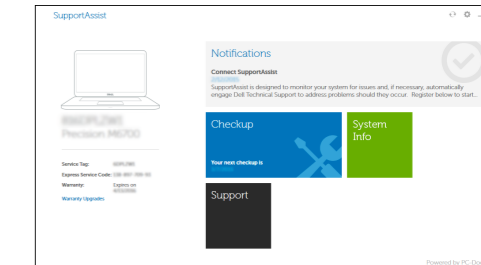 SupportAssist
Notifications
Connect SupportAssist
SupportAssist is designed to monitor your system for issues and, if necessary, automatically
engage Dell Technical Support to address problems should they occur. Register below to start...
Checkup
Your next checkup is
System
Info
Support
Precision M6700
Service Tag:
Express Service Code:
Warranty: Expires on
Warranty Upgrades
Powered by PC-Doc